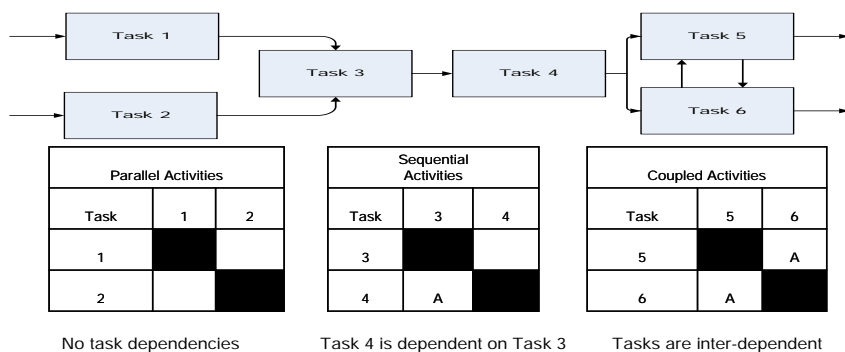 Task 1
Task 2
Task 3
Task 4
Task 5
Task 6
Parallel Activities
Task 1 2
1
2
No task dependencies
Sequential
Activities
Task 3 4
3
4 A
Task 4 is dependent on Task 3
Coupled Activities
Task 5 6
5 A
6 A
Tasks are inter-dependent